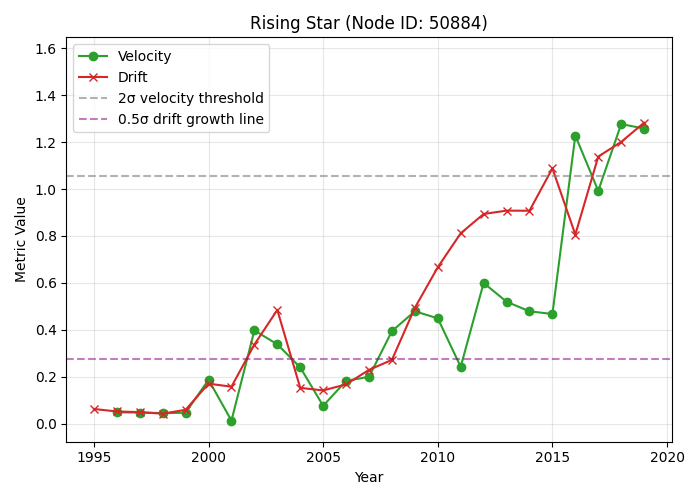 Rising Star (Node ID: 50884)
Velocity
Drift
2σ velocity threshold
0.5σ drift growth line
Metric Value
1.6
1.4
1.2
1.0
0.8
0.6
0.4
0.2
0.0
1995 2000 2005 2010 2015 2020
Year